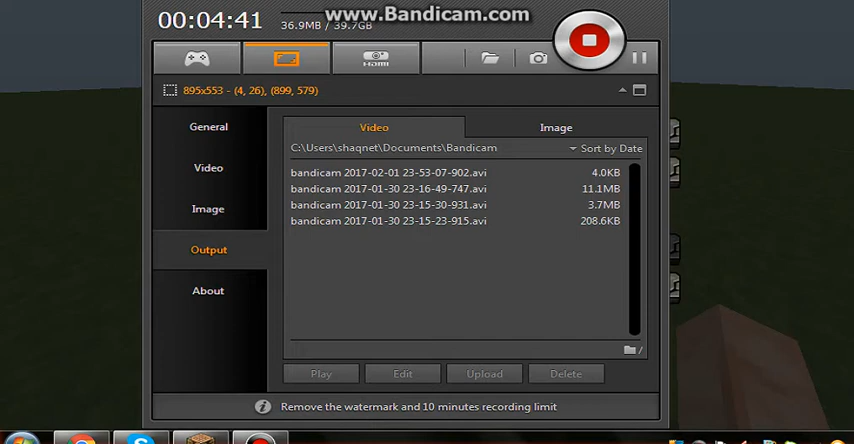 www.Bandicam.com
00:04:41
36.9MB / 39.7GB
HDMI
895x553 - (4, 26), (899, 579)
General
Video
Image
Output
About
Video
Image
C:\Users\shaqnet\Documents\Bandicam
Sort by Date
bandicam 2017-02-01 23-53-07-902.avi 4.0KB
bandicam 2017-01-30 23-16-49-747.avi 11.1MB
bandicam 2017-01-30 23-15-30-931.avi 3.7MB
bandicam 2017-01-30 23-15-23-915.avi 208.6KB
/
Play
Edit
Upload
Delete
Remove the watermark and 10 minutes recording limit